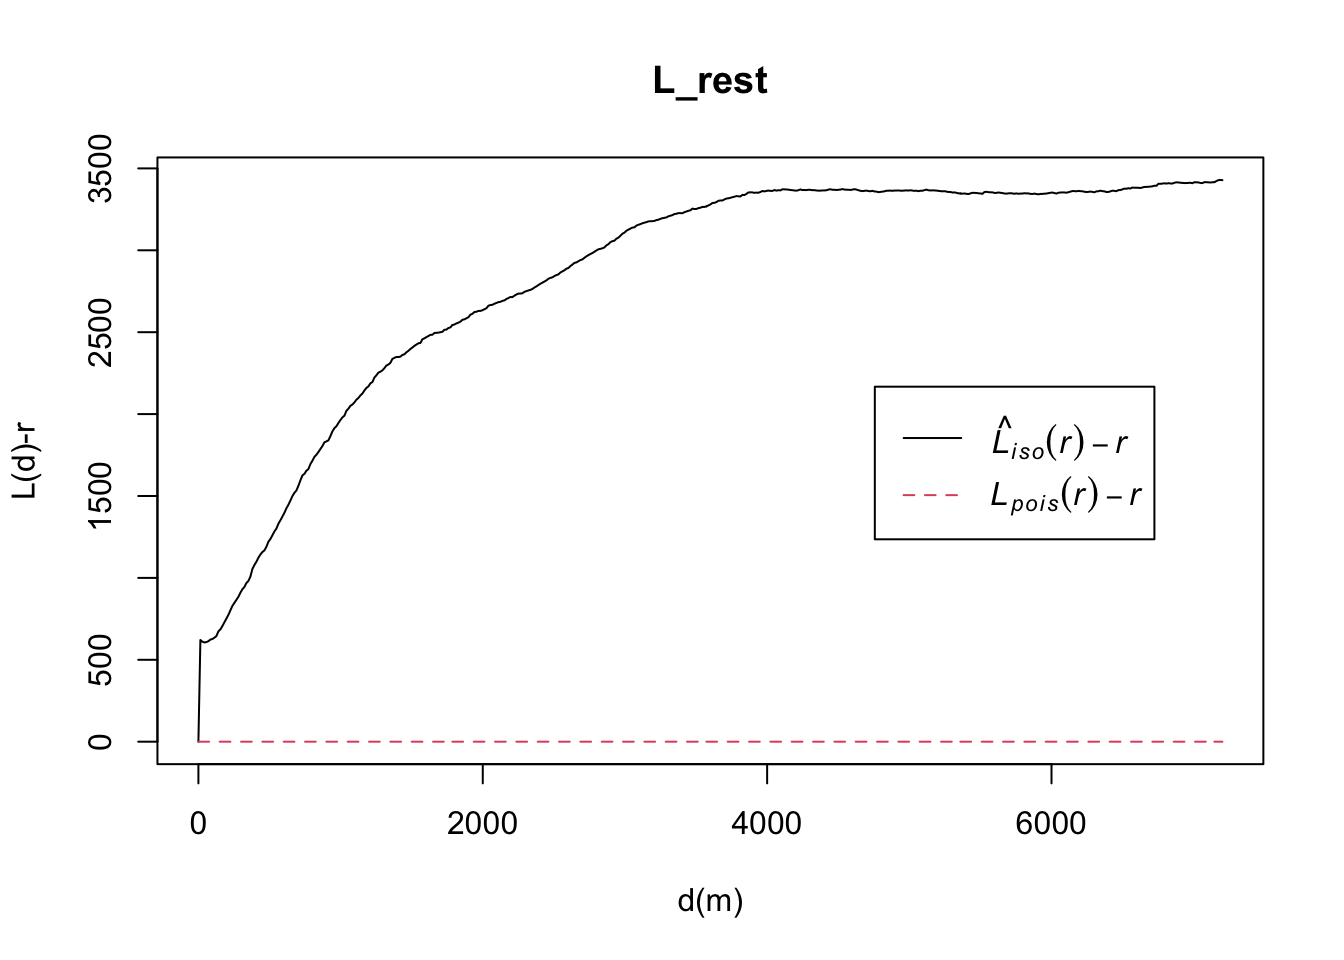 L_rest
L(d)-r
3500
2500
1500
500
0
L̂iso(r) − r
Lpois(r) − r
0 2000 4000 6000
d(m)